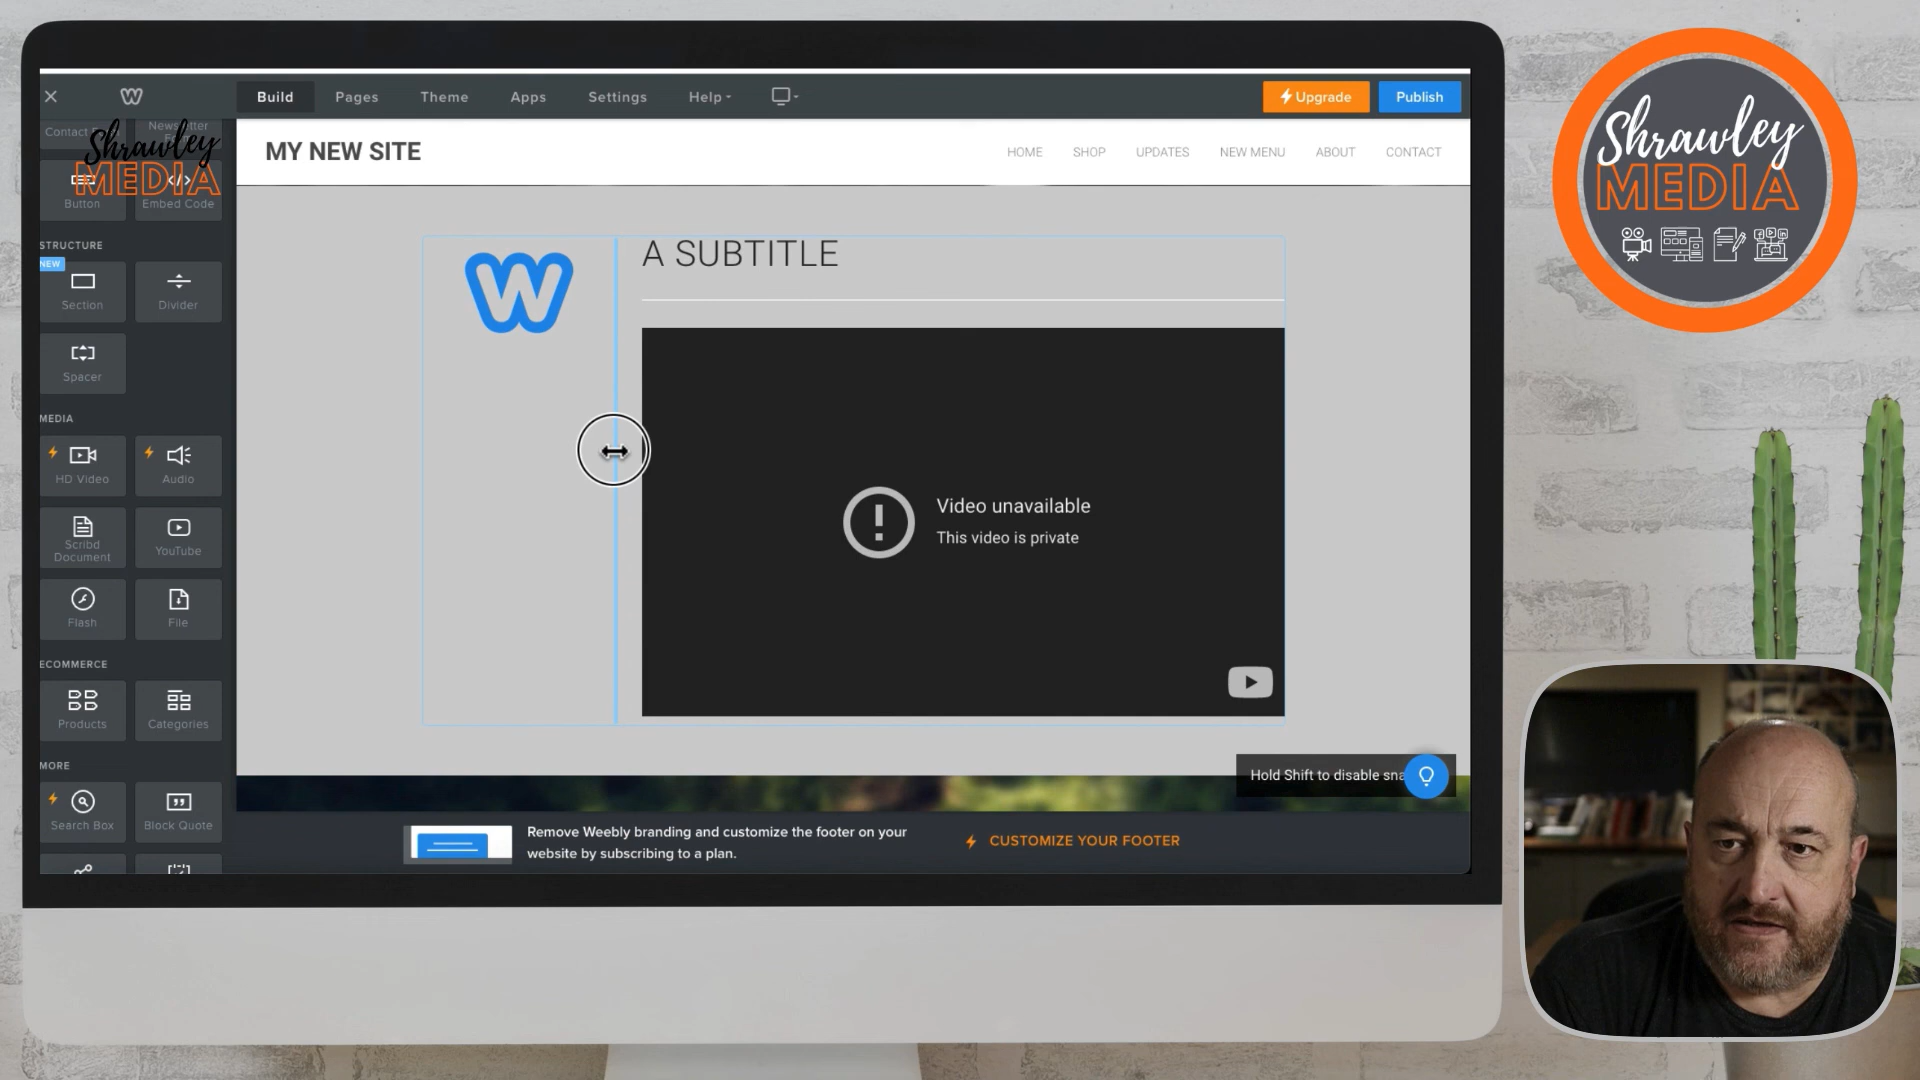 Build
Pages
Theme
Apps
Settings
Help
Upgrade
Publish
Shrawley
MEDIA
Button
Embed Code
MY NEW SITE
HOME
SHOP
UPDATES
NEW MENU
ABOUT
CONTACT
Shrawley
MEDIA
STRUCTURE
NEW
Section
Divider
Spacer
A SUBTITLE
MEDIA
HD Video
Audio
Scribd
Document
YouTube
Flash
File
Video unavailable
This video is private
ECOMMERCE
Products
Categories
MORE
Search Box
Block Quote
Hold Shift to disable
Remove Weebly branding and customize the footer on your
website by subscribing to a plan.
CUSTOMIZE YOUR FOOTER